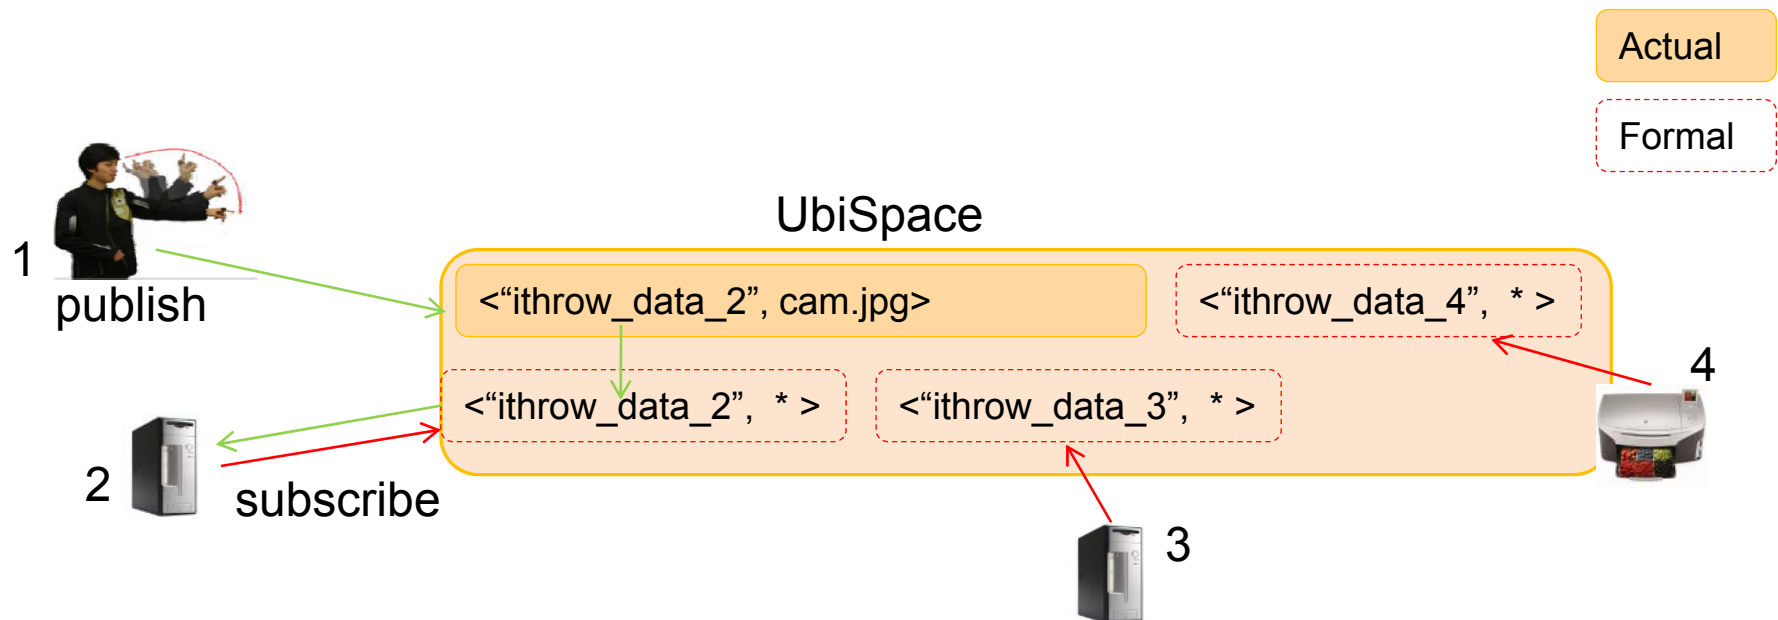 Actual
Formal
UbiSpace
1
publish
<“ithrow_data_2”, cam.jpg>
<“ithrow_data_4”, * >
4
<“ithrow_data_2”, * >
<“ithrow_data_3”, * >
2
subscribe
3